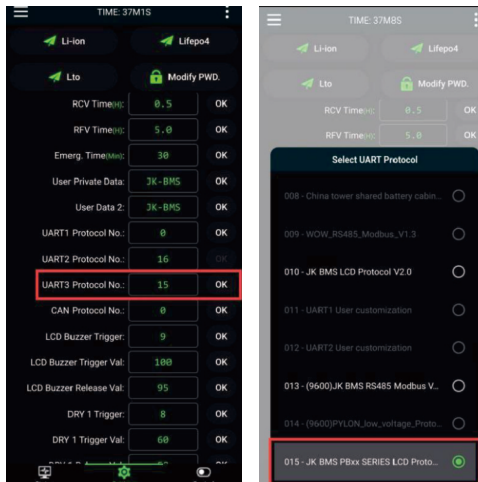 TIME: 37M1S
Li-ion
Lifepo4
Lto
Modify PWD.
RCV Time(H): 0.5 OK
RFV Time(H): 5.0 OK
Emerg. Time(Min): 30 OK
User Private Data: JK-BMS OK
User Data 2: JK-BMS OK
UART1 Protocol No.: 0 OK
UART2 Protocol No.: 16 OK
UART3 Protocol No.: 15 OK
CAN Protocol No.: 0 OK
LCD Buzzer Trigger: 9 OK
LCD Buzzer Trigger Val: 100 OK
LCD Buzzer Release Val: 95 OK
DRY 1 Trigger: 8 OK
DRY 1 Trigger Val: 60 OK
TIME: 37M8S
Li-ion
Lifepo4
Lto
Modify PWD.
RCV Time(H): 0.5 OK
RFV Time(H): 5.0 OK
Select UART Protocol
008 - China tower shared battery cabin...
009 - WOW_RS485_Modbus_V1.3
010 - JK BMS LCD Protocol V2.0
011 - UART1 User customization
012 - UART2 User customization
013 - (9600)JK BMS RS485 Modbus V...
014 - (9600)PYLON_low_voltage_Proto...
015 - JK BMS PBxx SERIES LCD Proto...